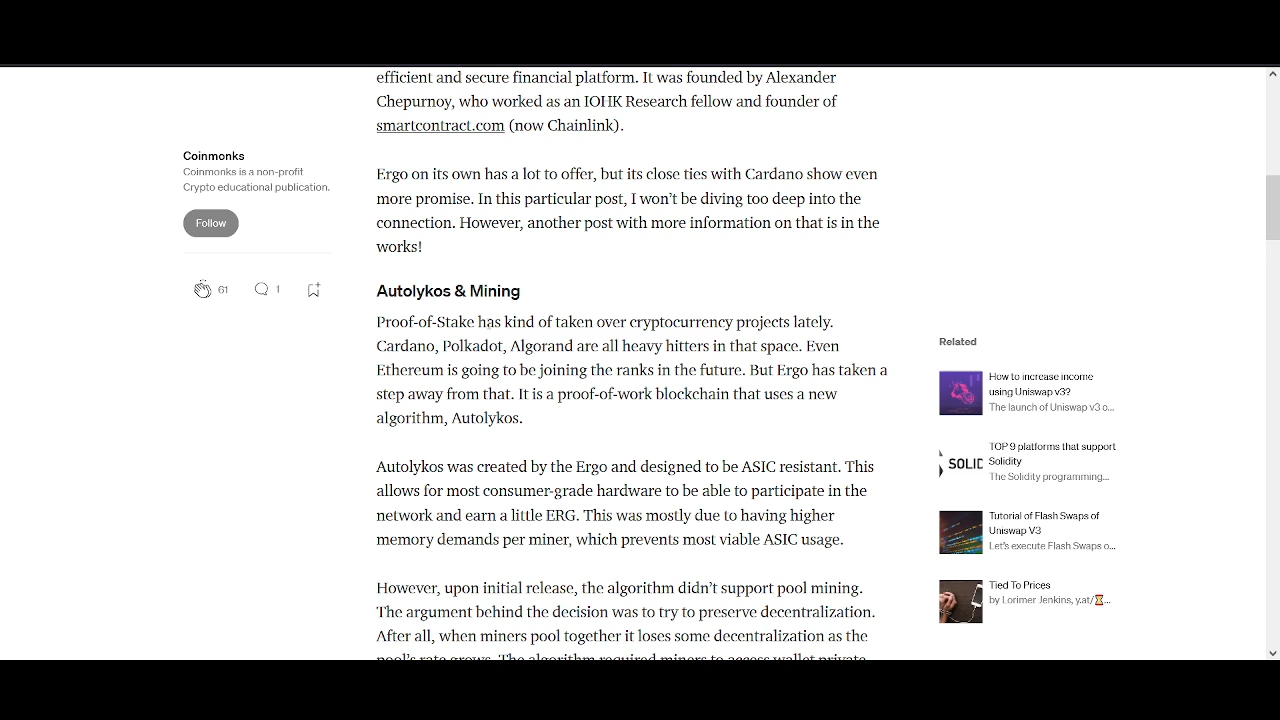 efficient and secure financial platform. It was founded by Alexander
Chepurnoy, who worked as an IOHK Research fellow and founder of
smartcontract.com (now Chainlink).
Coinmonks
Coinmonks is a non-profit
Crypto educational publication.
Follow
61
1
Ergo on its own has a lot to offer, but its close ties with Cardano show even
more promise. In this particular post, I won't be diving too deep into the
connection. However, another post with more information on that is in the
works!
Autolykos & Mining
Proof-of-Stake has kind of taken over cryptocurrency projects lately.
Cardano, Polkadot, Algorand are all heavy hitters in that space. Even
Ethereum is going to be joining the ranks in the future. But Ergo has taken a
step away from that. It is a proof-of-work blockchain that uses a new
algorithm, Autolykos.
Autolykos was created by the Ergo and designed to be ASIC resistant. This
allows for most consumer-grade hardware to be able to participate in the
network and earn a little ERG. This was mostly due to having higher
memory demands per miner, which prevents most viable ASIC usage.
However, upon initial release, the algorithm didn't support pool mining.
The argument behind the decision was to try to preserve decentralization.
After all, when miners pool together it loses some decentralization as the
pool's rate grows. The algorithm required miners to access wallet private
Related
How to increase income
using Uniswap v3?
The launch of Uniswap v3 o...
SOLID
TOP 9 platforms that support
Solidity
The Solidity programming...
Tutorial of Flash Swaps of
Uniswap V3
Let's execute Flash Swaps o...
Tied To Prices
by Lorimer Jenkins, y.at/⌛...